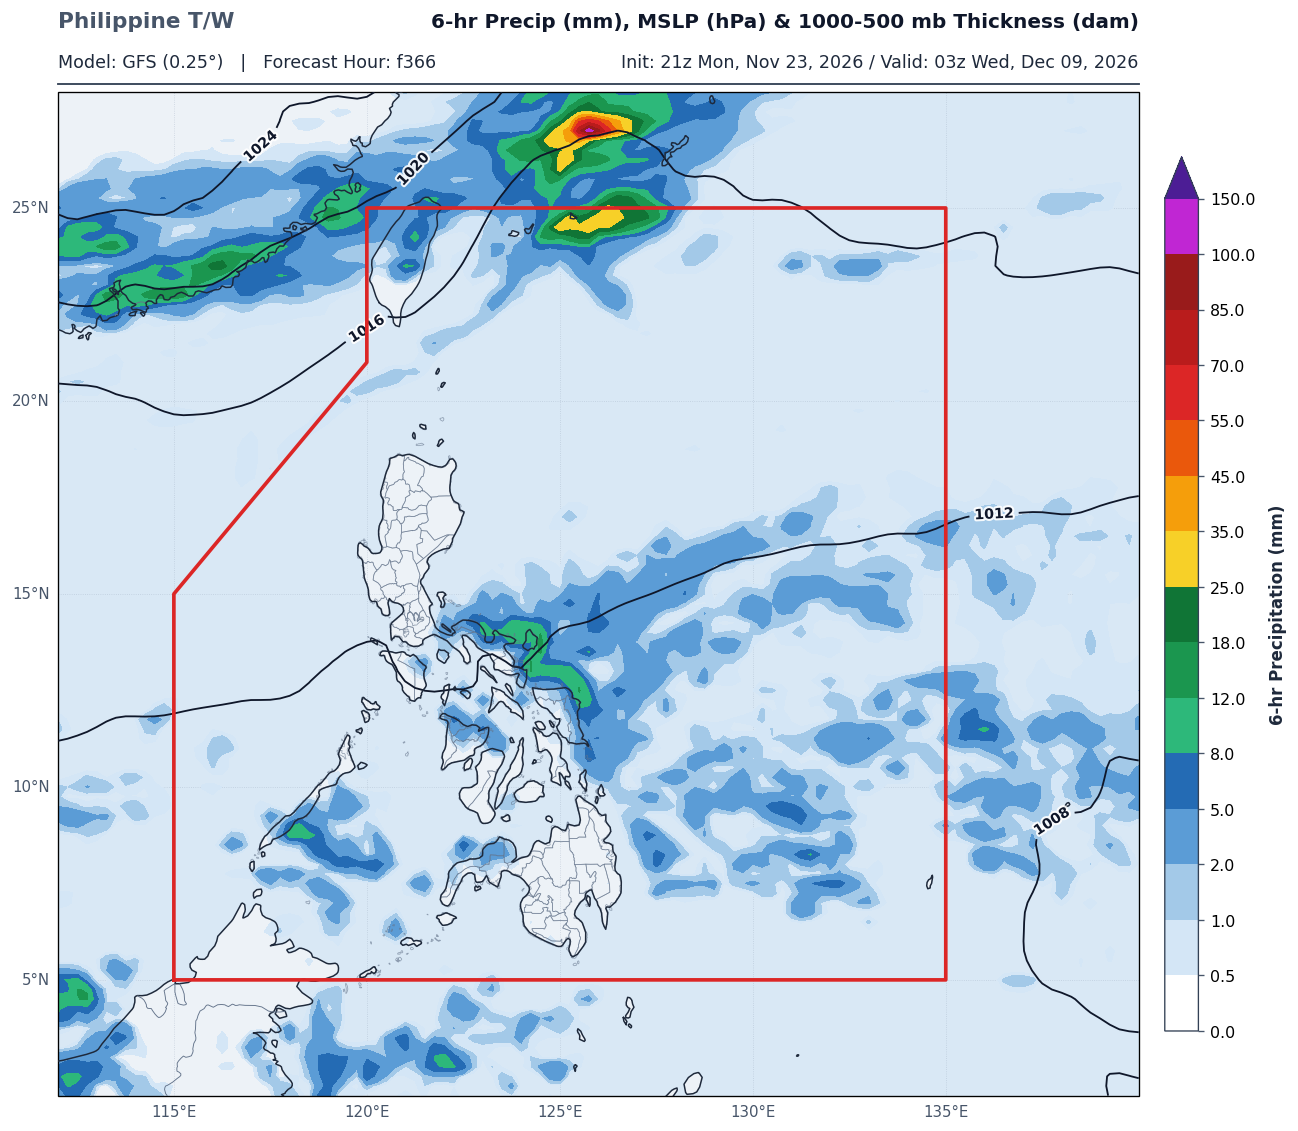 Philippine T/W
6-hr Precip (mm), MSLP (hPa) & 1000-500 mb Thickness (dam)
Model: GFS (0.25°) | Forecast Hour: f366
Init: 21z Mon, Nov 23, 2026 / Valid: 03z Wed, Dec 09, 2026
1024
1020
1016
1012
1008
25°N
20°N
15°N
10°N
5°N
115°E
120°E
125°E
130°E
135°E
150.0
100.0
85.0
70.0
55.0
45.0
35.0
25.0
18.0
12.0
8.0
5.0
2.0
1.0
0.5
0.0
6-hr Precipitation (mm)